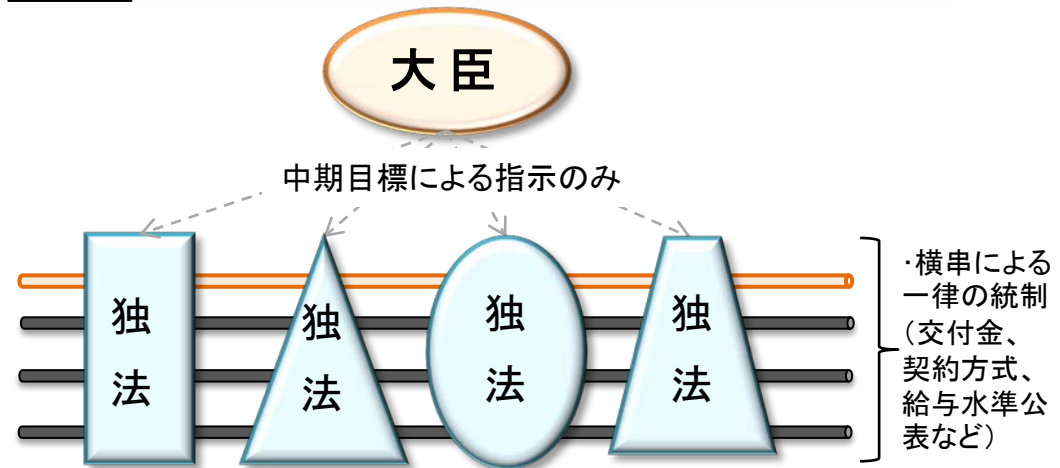 大臣
中期目標による指示のみ
独法
独法
独法
独法
・横串による
一律の統制
（交付金、
契約方式、
給与水準公
表など）